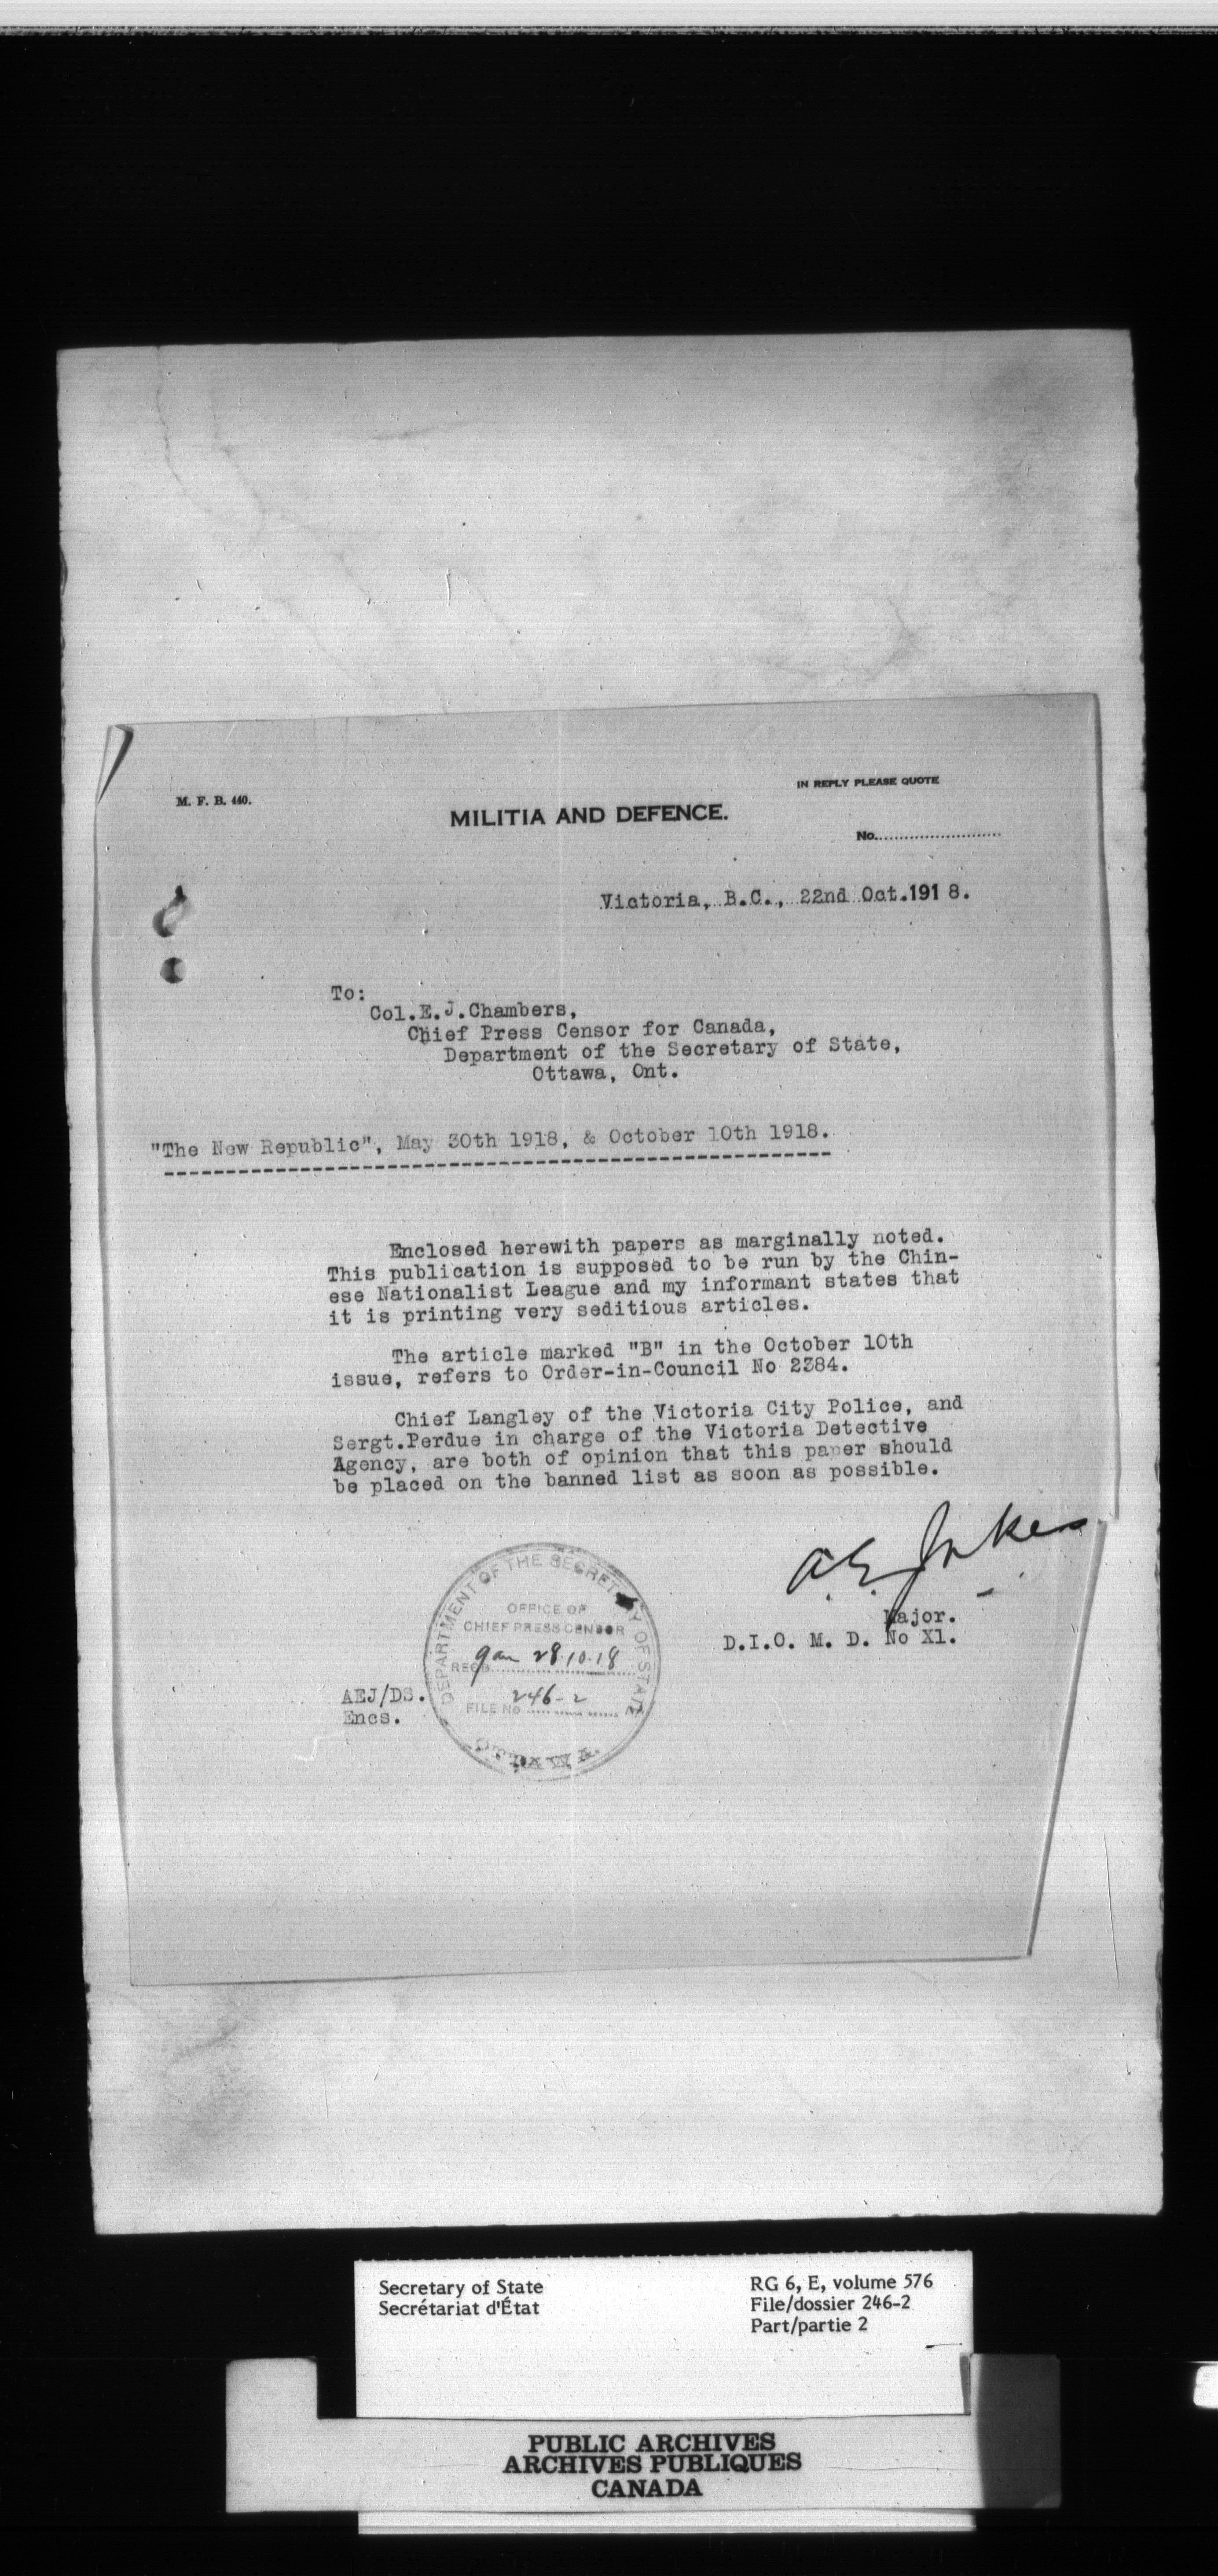 M. F. B. 440.
IN REPLY PLEASE QUOTE
MILITIA AND DEFENCE.
No..........................
Victoria, B.C., 22nd Oct.1918.
To:
Col.E.J.Chambers,
Chief Press Censor for Canada,
Department of the Secretary of State,
Ottawa, Ont.
"The New Republic", May 30th 1918, & October 10th 1918.
Enclosed herewith papers as marginally noted.
This publication is supposed to be run by the Chin-
ese Nationalist League and my informant states that
it is printing very seditious articles.
The article marked "B" in the October 10th
issue, refers to Order-in-Council No 2384.
Chief Langley of the Victoria City Police, and
Sergt.Perdue in charge of the Victoria Detective
Agency, are both of opinion that this paper should
be placed on the banned list as soon as possible.
A E Jukes
Major.
D.I.O. M. D. No X1.
DEPARTMENT OF THE SECRETARY OF STATE
OFFICE OF
CHIEF PRESS CENSOR
RECD. 9am 28.10.18
FILE No 246-2
OTTAWA.
AEJ/DS.
Encs.
Secretary of State
Secrétariat d'État
RG 6, E, volume 576
File/dossier 246-2
Part/partie 2
PUBLIC ARCHIVES
ARCHIVES PUBLIQUES
CANADA